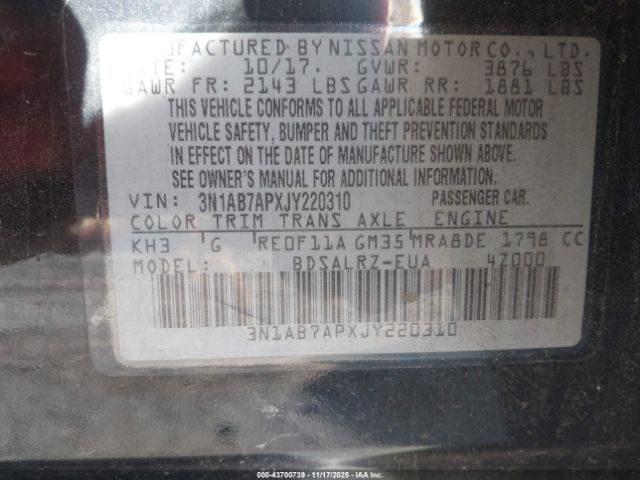 MANUFACTURED BY NISSAN MOTOR CO., LTD.
DATE: 10/17. GVWR: 3876 LBS
GAWR FR: 2143 LBS GAWR RR: 1881 LBS
THIS VEHICLE CONFORMS TO ALL APPLICABLE FEDERAL MOTOR
VEHICLE SAFETY, BUMPER AND THEFT PREVENTION STANDARDS
IN EFFECT ON THE DATE OF MANUFACTURE SHOWN ABOVE.
SEE OWNER'S MANUAL FOR ADDITIONAL INFORMATION.
VIN: 3N1AB7APXJY220310 PASSENGER CAR.
COLOR TRIM TRANS AXLE ENGINE
KH3 G RE0F11A GM35 MRA8DE 1798 CC
MODEL: BDSALRZ-EUA 4Z000
3N1AB7APXJY220310
000-43700739 11/17/2025 IAA, Inc.